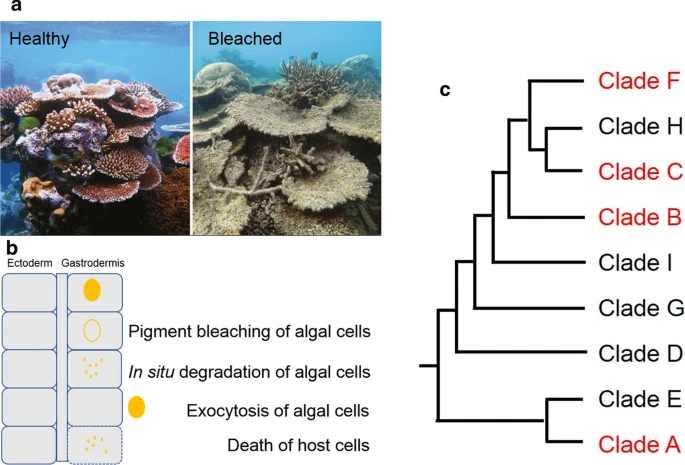 a
Healthy
Bleached
b
Ectoderm Gastrodermis
Pigment bleaching of algal cells
In situ degradation of algal cells
Exocytosis of algal cells
Death of host cells
c
Clade F
Clade H
Clade C
Clade B
Clade I
Clade G
Clade D
Clade E
Clade A